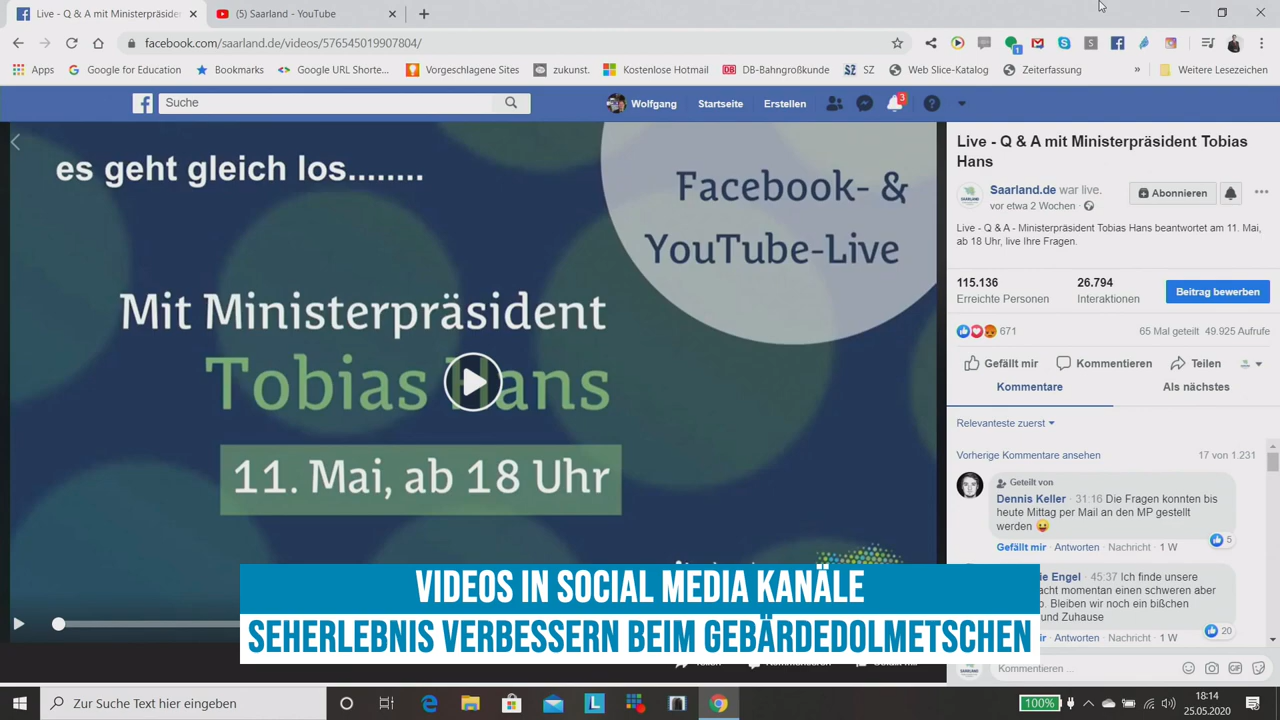 Live - Q & A mit Ministerpräside
(5) Saarland - YouTube
facebook.com/saarland.de/videos/576545019907804/
1
S
Apps
Google for Education
Bookmarks
Google URL Shorte...
Vorgeschlagene Sites
zukunst.
Kostenlose Hotmail
DB-Bahngroßkunde
SZ
Web Slice-Katalog
Zeiterfassung
»
Weitere Lesezeichen
Suche
Wolfgang
Startseite
Erstellen
3
es geht gleich los........
Facebook- &
YouTube-Live
Mit Ministerpräsident
Tobias Hans
11. Mai, ab 18 Uhr
Live - Q & A mit Ministerpräsident Tobias
Hans
Saarland.de war live.
vor etwa 2 Wochen ·
Abonnieren
Live - Q & A - Ministerpräsident Tobias Hans beantwortet am 11. Mai,
ab 18 Uhr, live Ihre Fragen.
115.136
Erreichte Personen
26.794
Interaktionen
Beitrag bewerben
671
65 Mal geteilt 49.925 Aufrufe
Gefällt mir
Kommentieren
Teilen
Kommentare
Als nächstes
Relevanteste zuerst
Vorherige Kommentare ansehen
17 von 1.231
Geteilt von
Dennis Keller · 31:16 Die Fragen konnten bis
heute Mittag per Mail an den MP gestellt
werden
5
Gefällt mir · Antworten · Nachricht · 1 W
ie Engel · 45:37 Ich finde unsere
acht momentan einen schweren aber
o. Bleiben wir noch ein bißchen
und Zuhause
20
mir · Antworten · Nachricht · 1 W
Kommentieren ...
VIDEOS IN SOCIAL MEDIA KANÄLE
SEHERLEBNIS VERBESSERN BEIM GEBÄRDEDOLMETSCHEN
Zur Suche Text hier eingeben
100%
18:14
25.05.2020